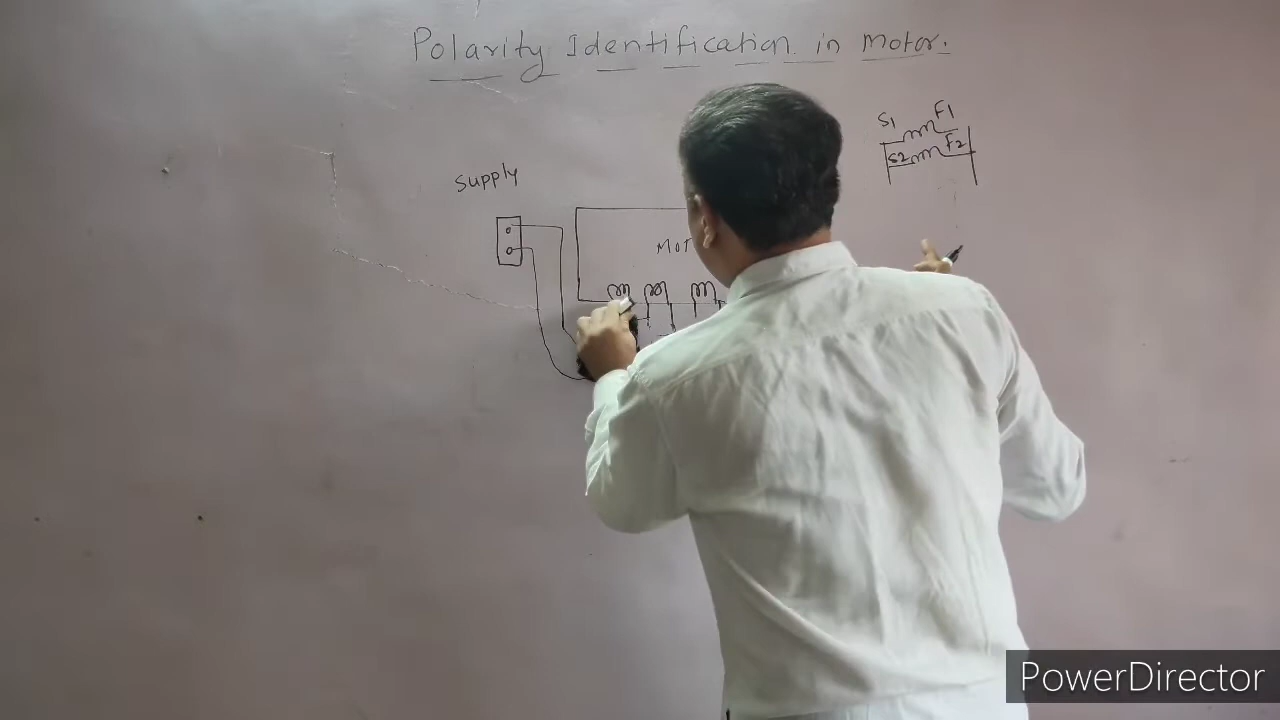 Polarity Identification in Motor.
S1 F1
S2 F2
Supply
MOT
PowerDirector